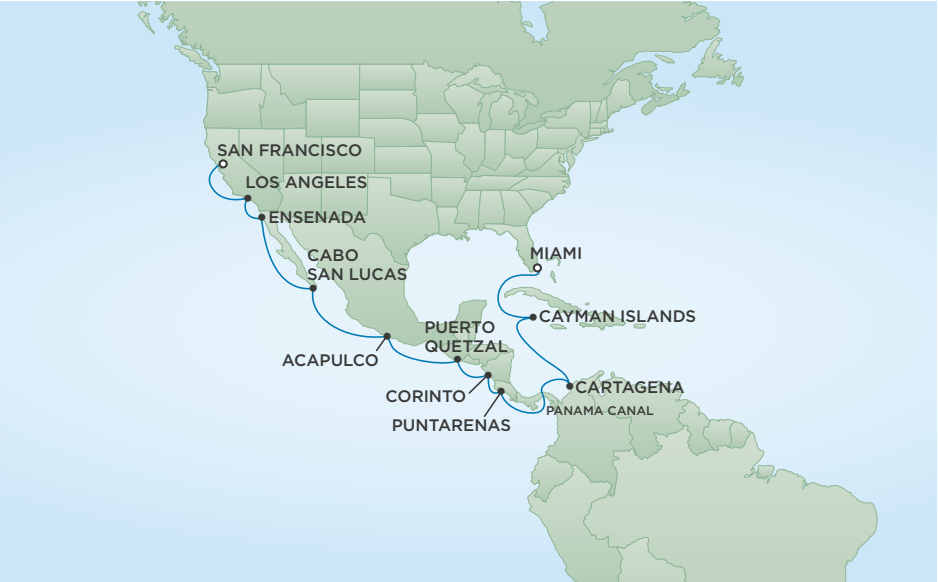 SAN FRANCISCO
LOS ANGELES
ENSENADA
CABO
SAN LUCAS
MIAMI
CAYMAN ISLANDS
PUERTO
QUETZAL
ACAPULCO
CORINTO
CARTAGENA
PANAMA CANAL
PUNTARENAS